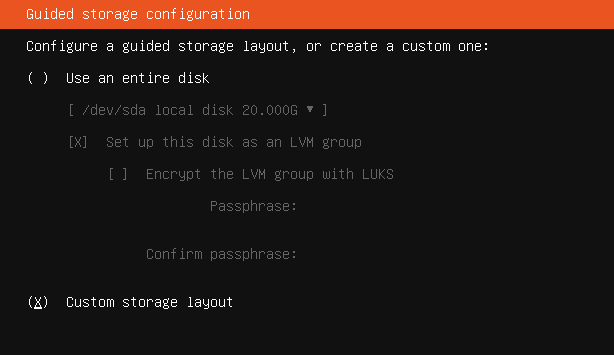 Guided storage configuration
Configure a guided storage layout, or create a custom one:
( ) Use an entire disk
[ /dev/sda local disk 20.000G ▾ ]
[X] Set up this disk as an LVM group
[ ] Encrypt the LVM group with LUKS
Passphrase:
Confirm passphrase:
(X) Custom storage layout